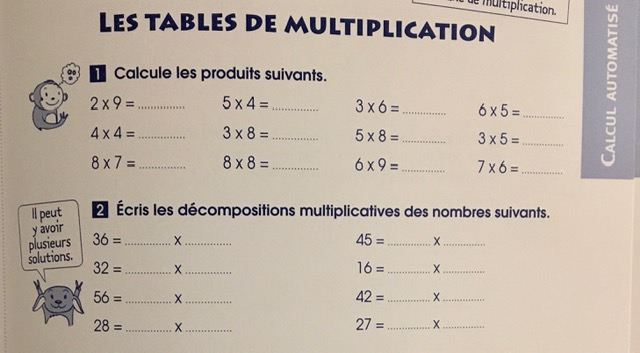 multiplication.
LES TABLES DE MULTIPLICATION
CALCUL AUTOMATISÉ
1 Calcule les produits suivants.
2 x 9 = .............. 5 x 4 = .............. 3 x 6 = .............. 6 x 5 = ..............
4 x 4 = .............. 3 x 8 = .............. 5 x 8 = .............. 3 x 5 = ..............
8 x 7 = .............. 8 x 8 = .............. 6 x 9 = .............. 7 x 6 = ..............
2 Écris les décompositions multiplicatives des nombres suivants.
Il peut
y avoir
plusieurs
solutions.
36 = .............. x .............. 45 = .............. x ..............
32 = .............. x .............. 16 = .............. x ..............
56 = .............. x .............. 42 = .............. x ..............
28 = .............. x .............. 27 = .............. x ..............